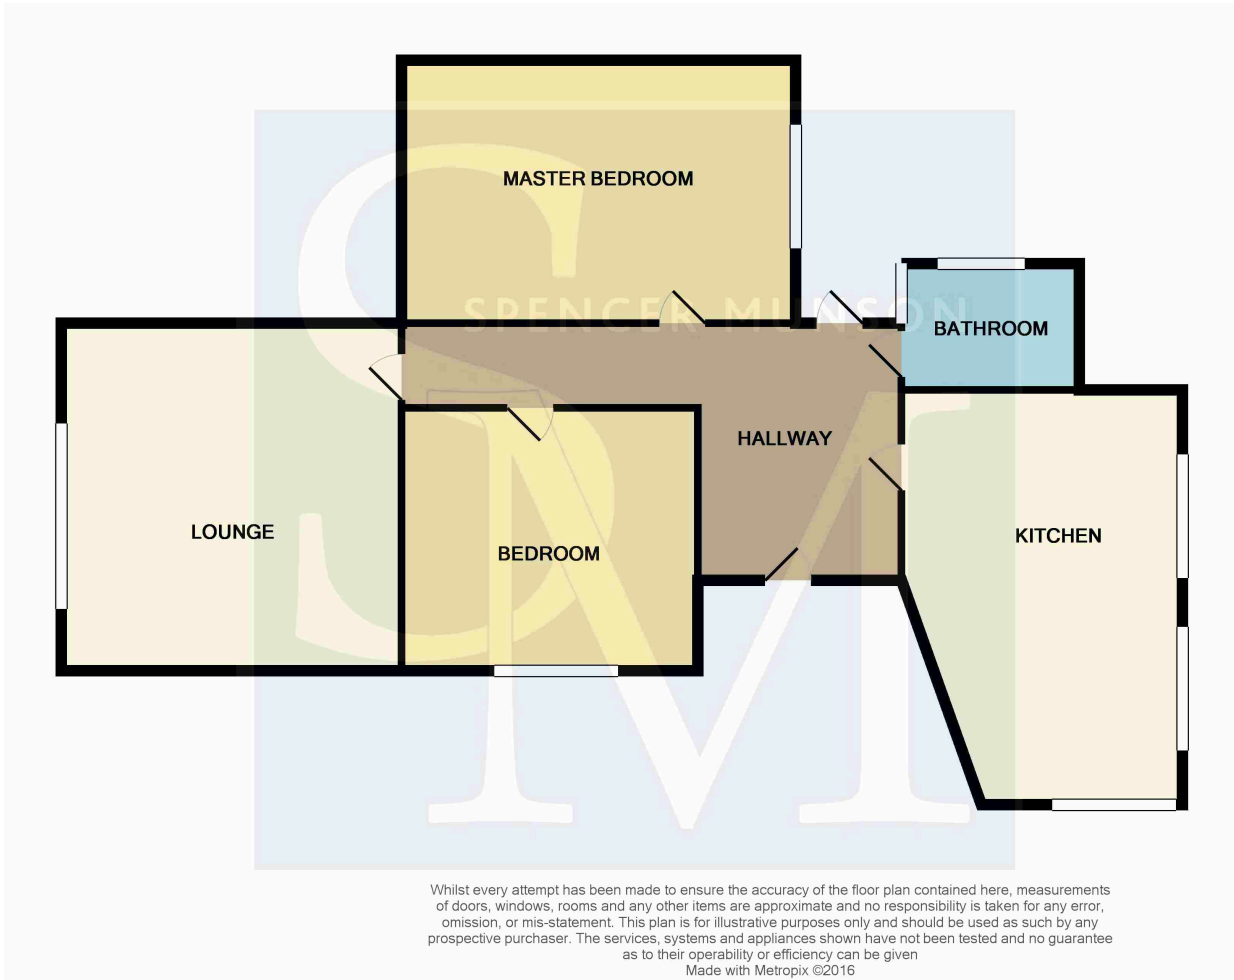 MASTER BEDROOM
SPENCER MUNSON
BATHROOM
HALLWAY
LOUNGE
BEDROOM
KITCHEN
Whilst every attempt has been made to ensure the accuracy of the floor plan contained here, measurements
of doors, windows, rooms and any other items are approximate and no responsibility is taken for any error,
omission, or mis-statement. This plan is for illustrative purposes only and should be used as such by any
prospective purchaser. The services, systems and appliances shown have not been tested and no guarantee
as to their operability or efficiency can be given
Made with Metropix ©2016